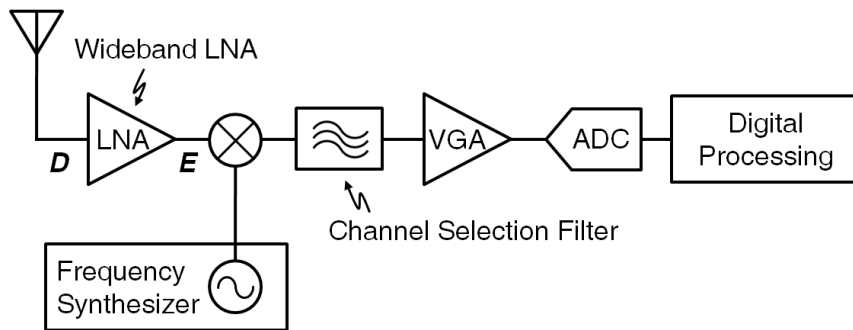 Wideband LNA
D
LNA
E
VGA
ADC
Digital
Processing
Channel Selection Filter
Frequency
Synthesizer